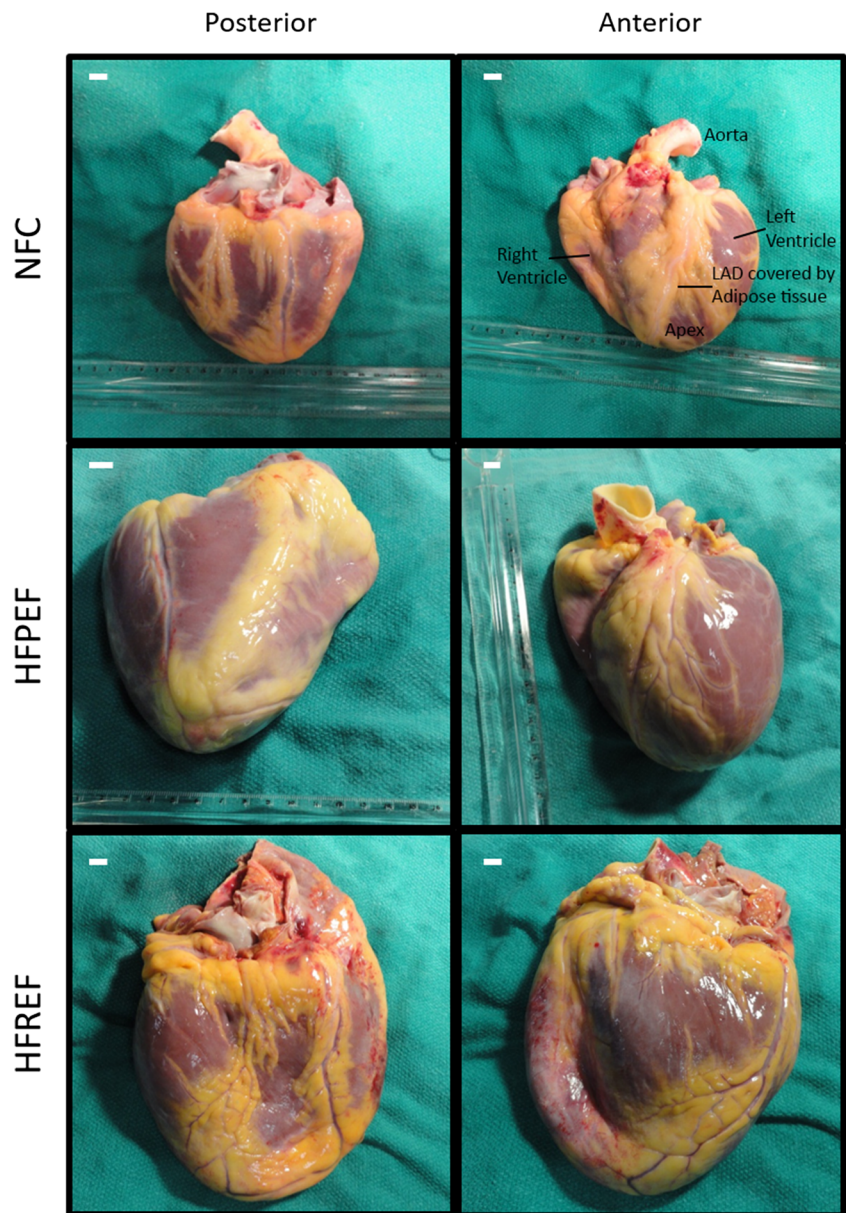 Posterior
Anterior
NFC
Aorta
Left
Ventricle
Right
Ventricle
LAD covered by
Adipose tissue
Apex
HFPEF
HFREF